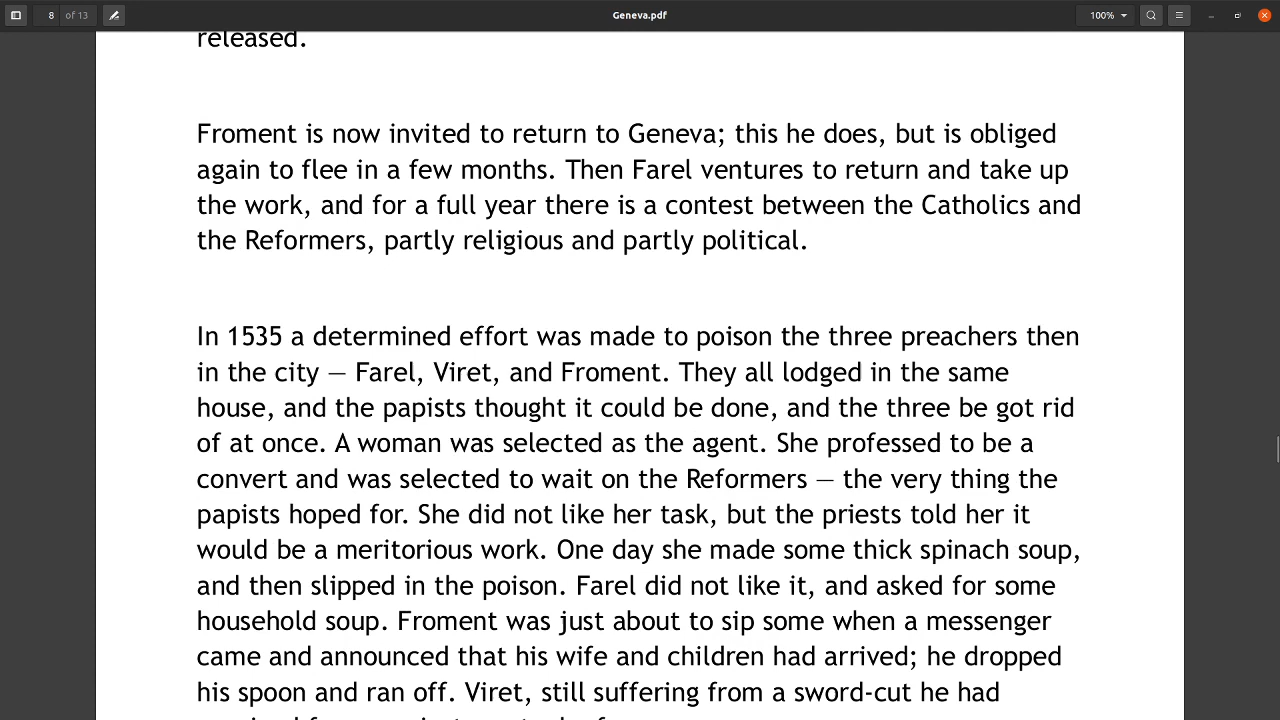 8 of 13
Geneva.pdf
100%
released.
Froment is now invited to return to Geneva; this he does, but is obliged
again to flee in a few months. Then Farel ventures to return and take up
the work, and for a full year there is a contest between the Catholics and
the Reformers, partly religious and partly political.
In 1535 a determined effort was made to poison the three preachers then
in the city — Farel, Viret, and Froment. They all lodged in the same
house, and the papists thought it could be done, and the three be got rid
of at once. A woman was selected as the agent. She professed to be a
convert and was selected to wait on the Reformers — the very thing the
papists hoped for. She did not like her task, but the priests told her it
would be a meritorious work. One day she made some thick spinach soup,
and then slipped in the poison. Farel did not like it, and asked for some
household soup. Froment was just about to sip some when a messenger
came and announced that his wife and children had arrived; he dropped
his spoon and ran off. Viret, still suffering from a sword-cut he had